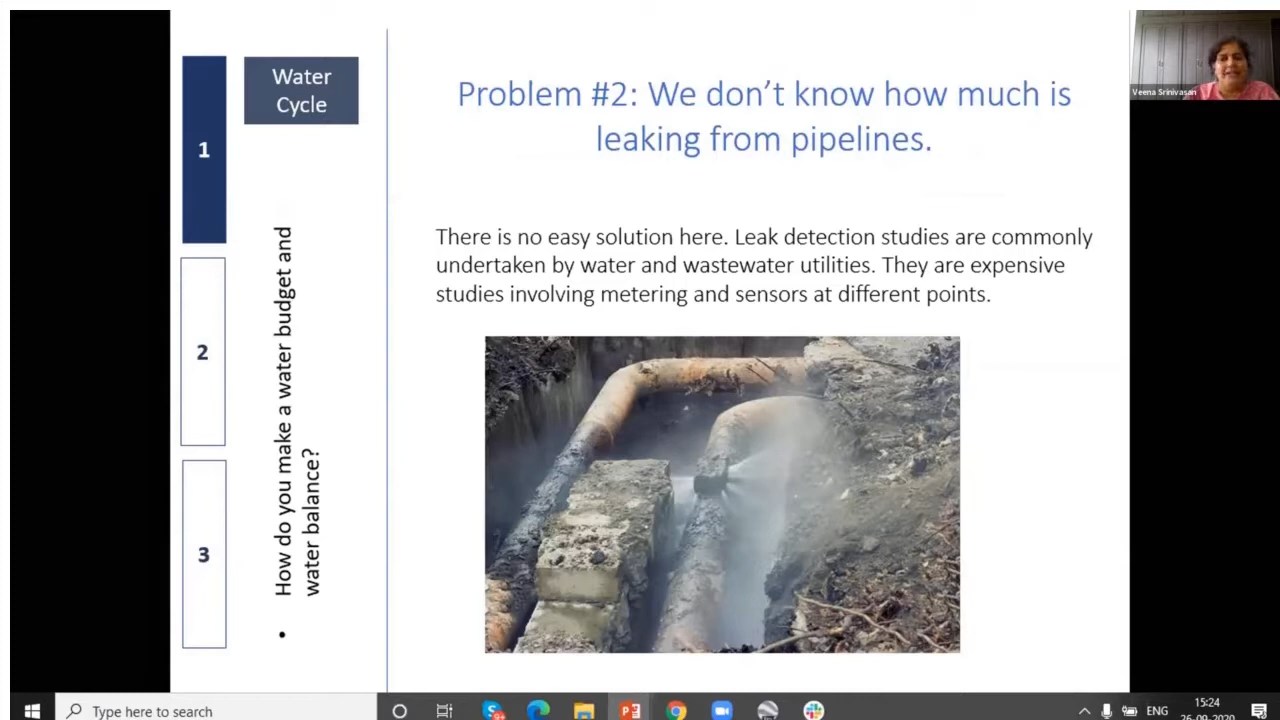 Water
Cycle
1
2
3
• How do you make a water budget and
water balance?
Problem #2: We don’t know how much is
leaking from pipelines.
There is no easy solution here. Leak detection studies are commonly
undertaken by water and wastewater utilities. They are expensive
studies involving metering and sensors at different points.
Veena Srinivasan
Type here to search
ENG
15:24
26-09-2020